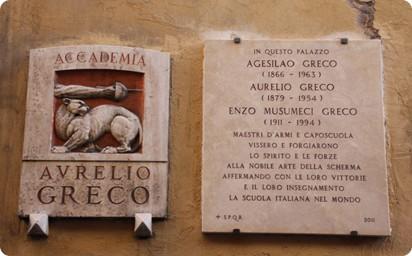 ACCADEMIA
AVRELIO
GRECO
IN QUESTO PALAZZO
AGESILAO GRECO
(1866 - 1963)
AURELIO GRECO
(1879 - 1954)
ENZO MUSUMECI GRECO
(1911 - 1994)
MAESTRI D'ARMI E CAPOSCUOLA
VISSERO E FORGIARONO
LO SPIRITO E LE FORZE
ALLA NOBILE ARTE DELLA SCHERMA
AFFERMANDO CON LE LORO VITTORIE
E IL LORO INSEGNAMENTO
LA SCUOLA ITALIANA NEL MONDO
+ S.P.Q.R. 2011